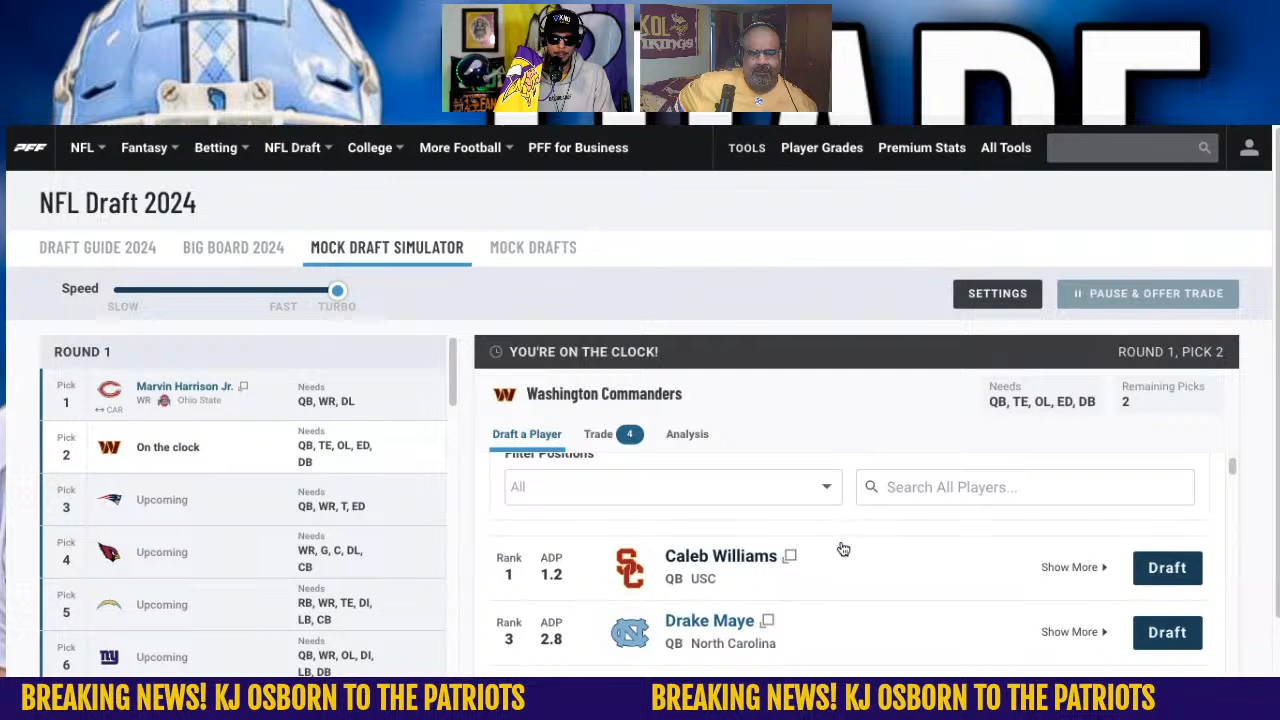 KOL
VIKINGS
PFF
NFL
Fantasy
Betting
NFL Draft
College
More Football
PFF for Business
TOOLS
Player Grades
Premium Stats
All Tools
NFL Draft 2024
DRAFT GUIDE 2024
BIG BOARD 2024
MOCK DRAFT SIMULATOR
MOCK DRAFTS
Speed
SLOW
FAST
TURBO
SETTINGS
PAUSE & OFFER TRADE
ROUND 1
Pick
1
↔ CAR
Marvin Harrison Jr.
WR Ohio State
Needs
QB, WR, DL
Pick
2
On the clock
Needs
QB, TE, OL, ED,
DB
Pick
3
Upcoming
Needs
QB, WR, T, ED
Pick
4
Upcoming
Needs
WR, G, C, DL,
CB
Pick
5
Upcoming
Needs
RB, WR, TE, DI,
LB, CB
Pick
6
Upcoming
Needs
QB, WR, OL, DI,
LB, DB
YOU'RE ON THE CLOCK!
ROUND 1, PICK 2
Washington Commanders
Needs
QB, TE, OL, ED, DB
Remaining Picks
2
Draft a Player
Trade 4
Analysis
Filter Positions
All
Search All Players...
Rank
1
ADP
1.2
Caleb Williams
QB USC
Show More
Draft
Rank
3
ADP
2.8
Drake Maye
QB North Carolina
Show More
Draft
BREAKING NEWS! KJ OSBORN TO THE PATRIOTS
BREAKING NEWS! KJ OSBORN TO THE PATRIOTS